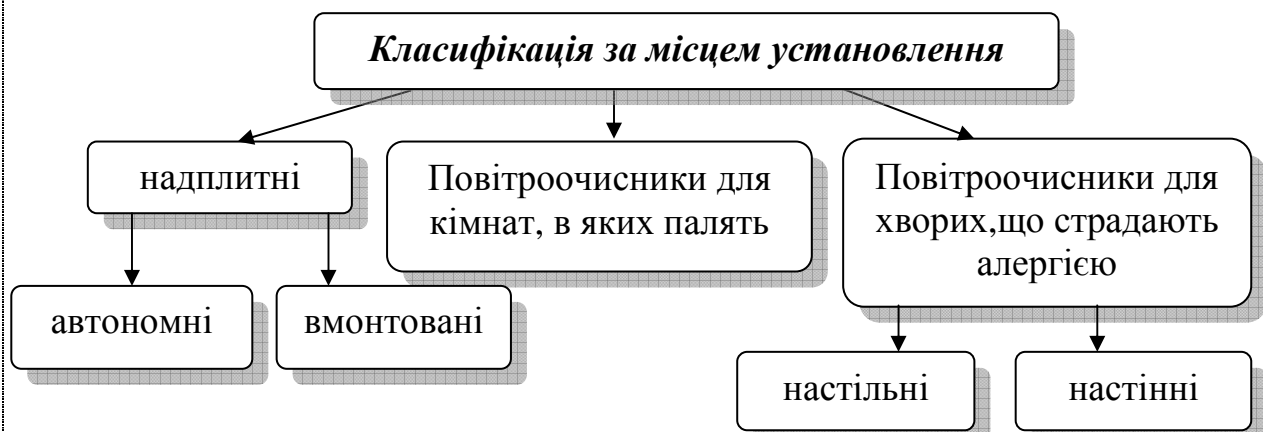 Класифікація за місцем установлення
надплитні
Повітроочисники для
кімнат, в яких палять
Повітроочисники для
хворих,що страдають
алергією
автономні
вмонтовані
настільні
настінні